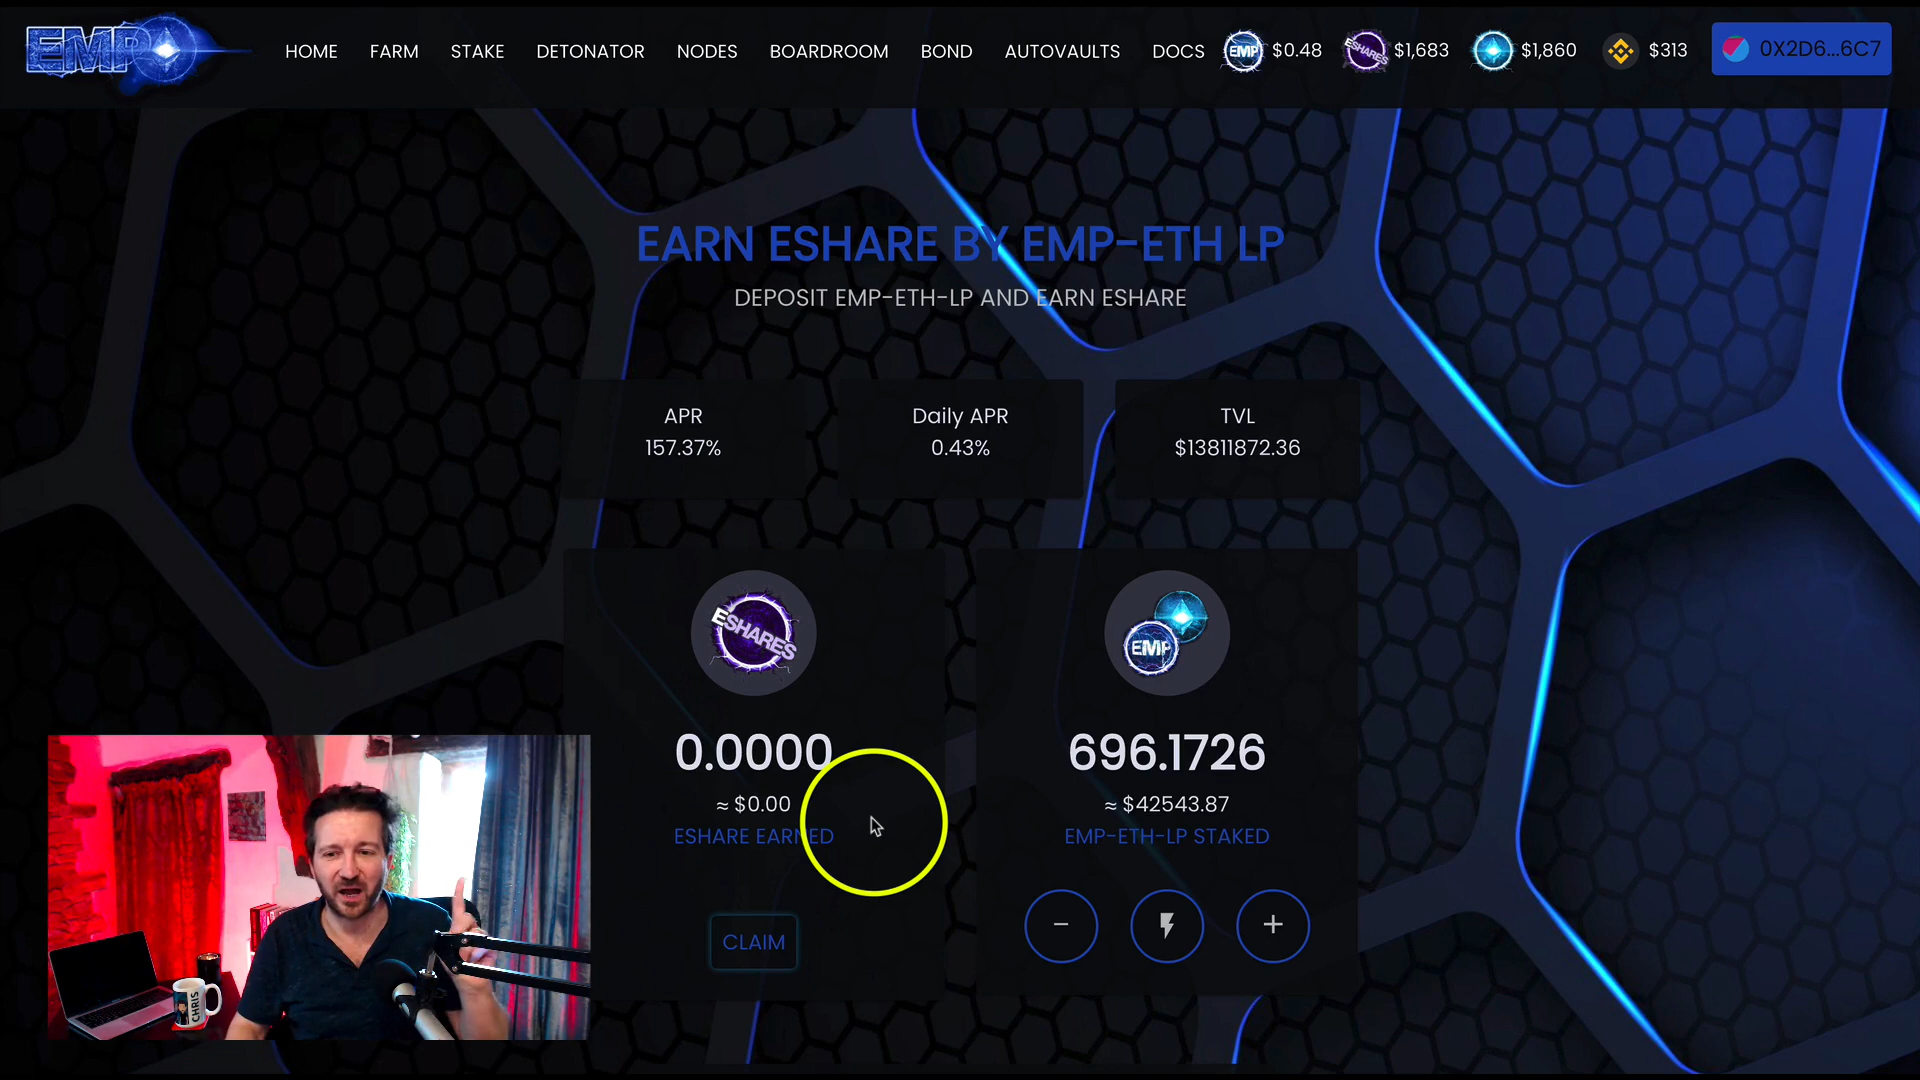 EMP
HOME FARM STAKE DETONATOR NODES BOARDROOM BOND AUTOVAULTS DOCS EMP $0.48 ESHARES $1,683 $1,860 $313 0X2D6...6C7
EARN ESHARE BY EMP-ETH LP
DEPOSIT EMP-ETH-LP AND EARN ESHARE
APR Daily APR TVL
157.37% 0.43% $13811872.36
ESHARES EMP
0.0000 696.1726
≈ $0.00 ≈ $42543.87
ESHARE EARNED EMP-ETH-LP STAKED
CLAIM
CHRIS